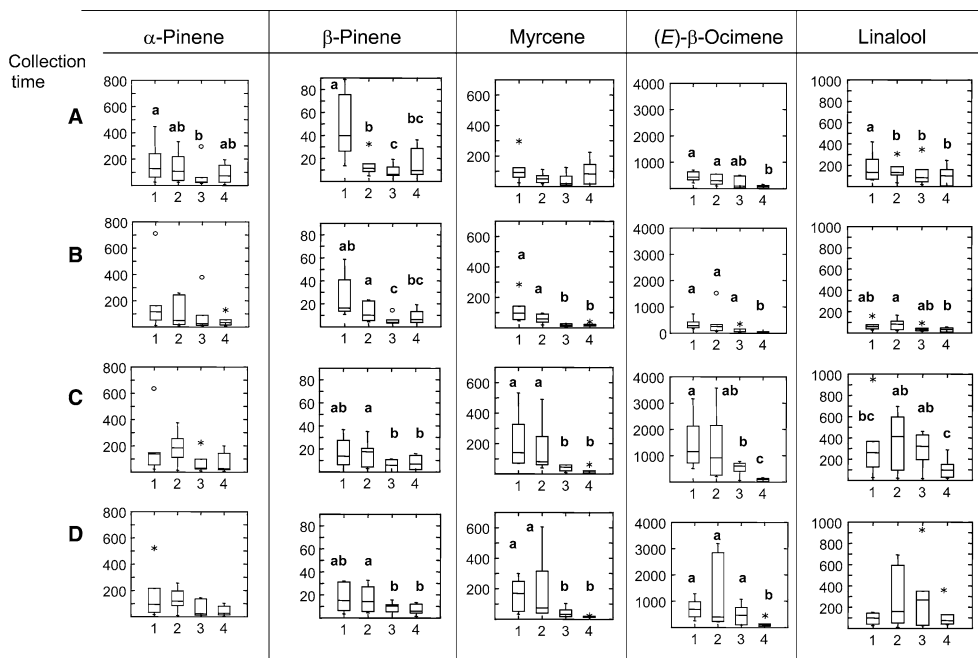 α-Pinene β-Pinene Myrcene (E)-β-Ocimene Linalool
Collection
time
A
800
600
400
200
a ab b ab
1 2 3 4
80
60
40
20
a b c bc
1 2 3 4
600
400
200
1 2 3 4
4000
3000
2000
1000
a a ab b
1 2 3 4
1000
800
600
400
200
a b b b
1 2 3 4
B
800
600
400
200
1 2 3 4
80
60
40
20
ab a c bc
1 2 3 4
600
400
200
a a b b
1 2 3 4
4000
3000
2000
1000
0
a a a b
1 2 3 4
1000
800
600
400
200
ab a ab b
1 2 3 4
C
800
600
400
200
1 2 3 4
80
60
40
20
ab a b b
1 2 3 4
600
400
200
a a b b
1 2 3 4
4000
3000
2000
1000
a ab b c
1 2 3 4
1000
800
600
400
200
bc ab ab c
1 2 3 4
D
800
600
400
200
1 2 3 4
80
60
40
20
ab a b b
1 2 3 4
600
400
200
a a b b
1 2 3 4
4000
3000
2000
1000
a a a b
1 2 3 4
1000
800
600
400
200
1 2 3 4